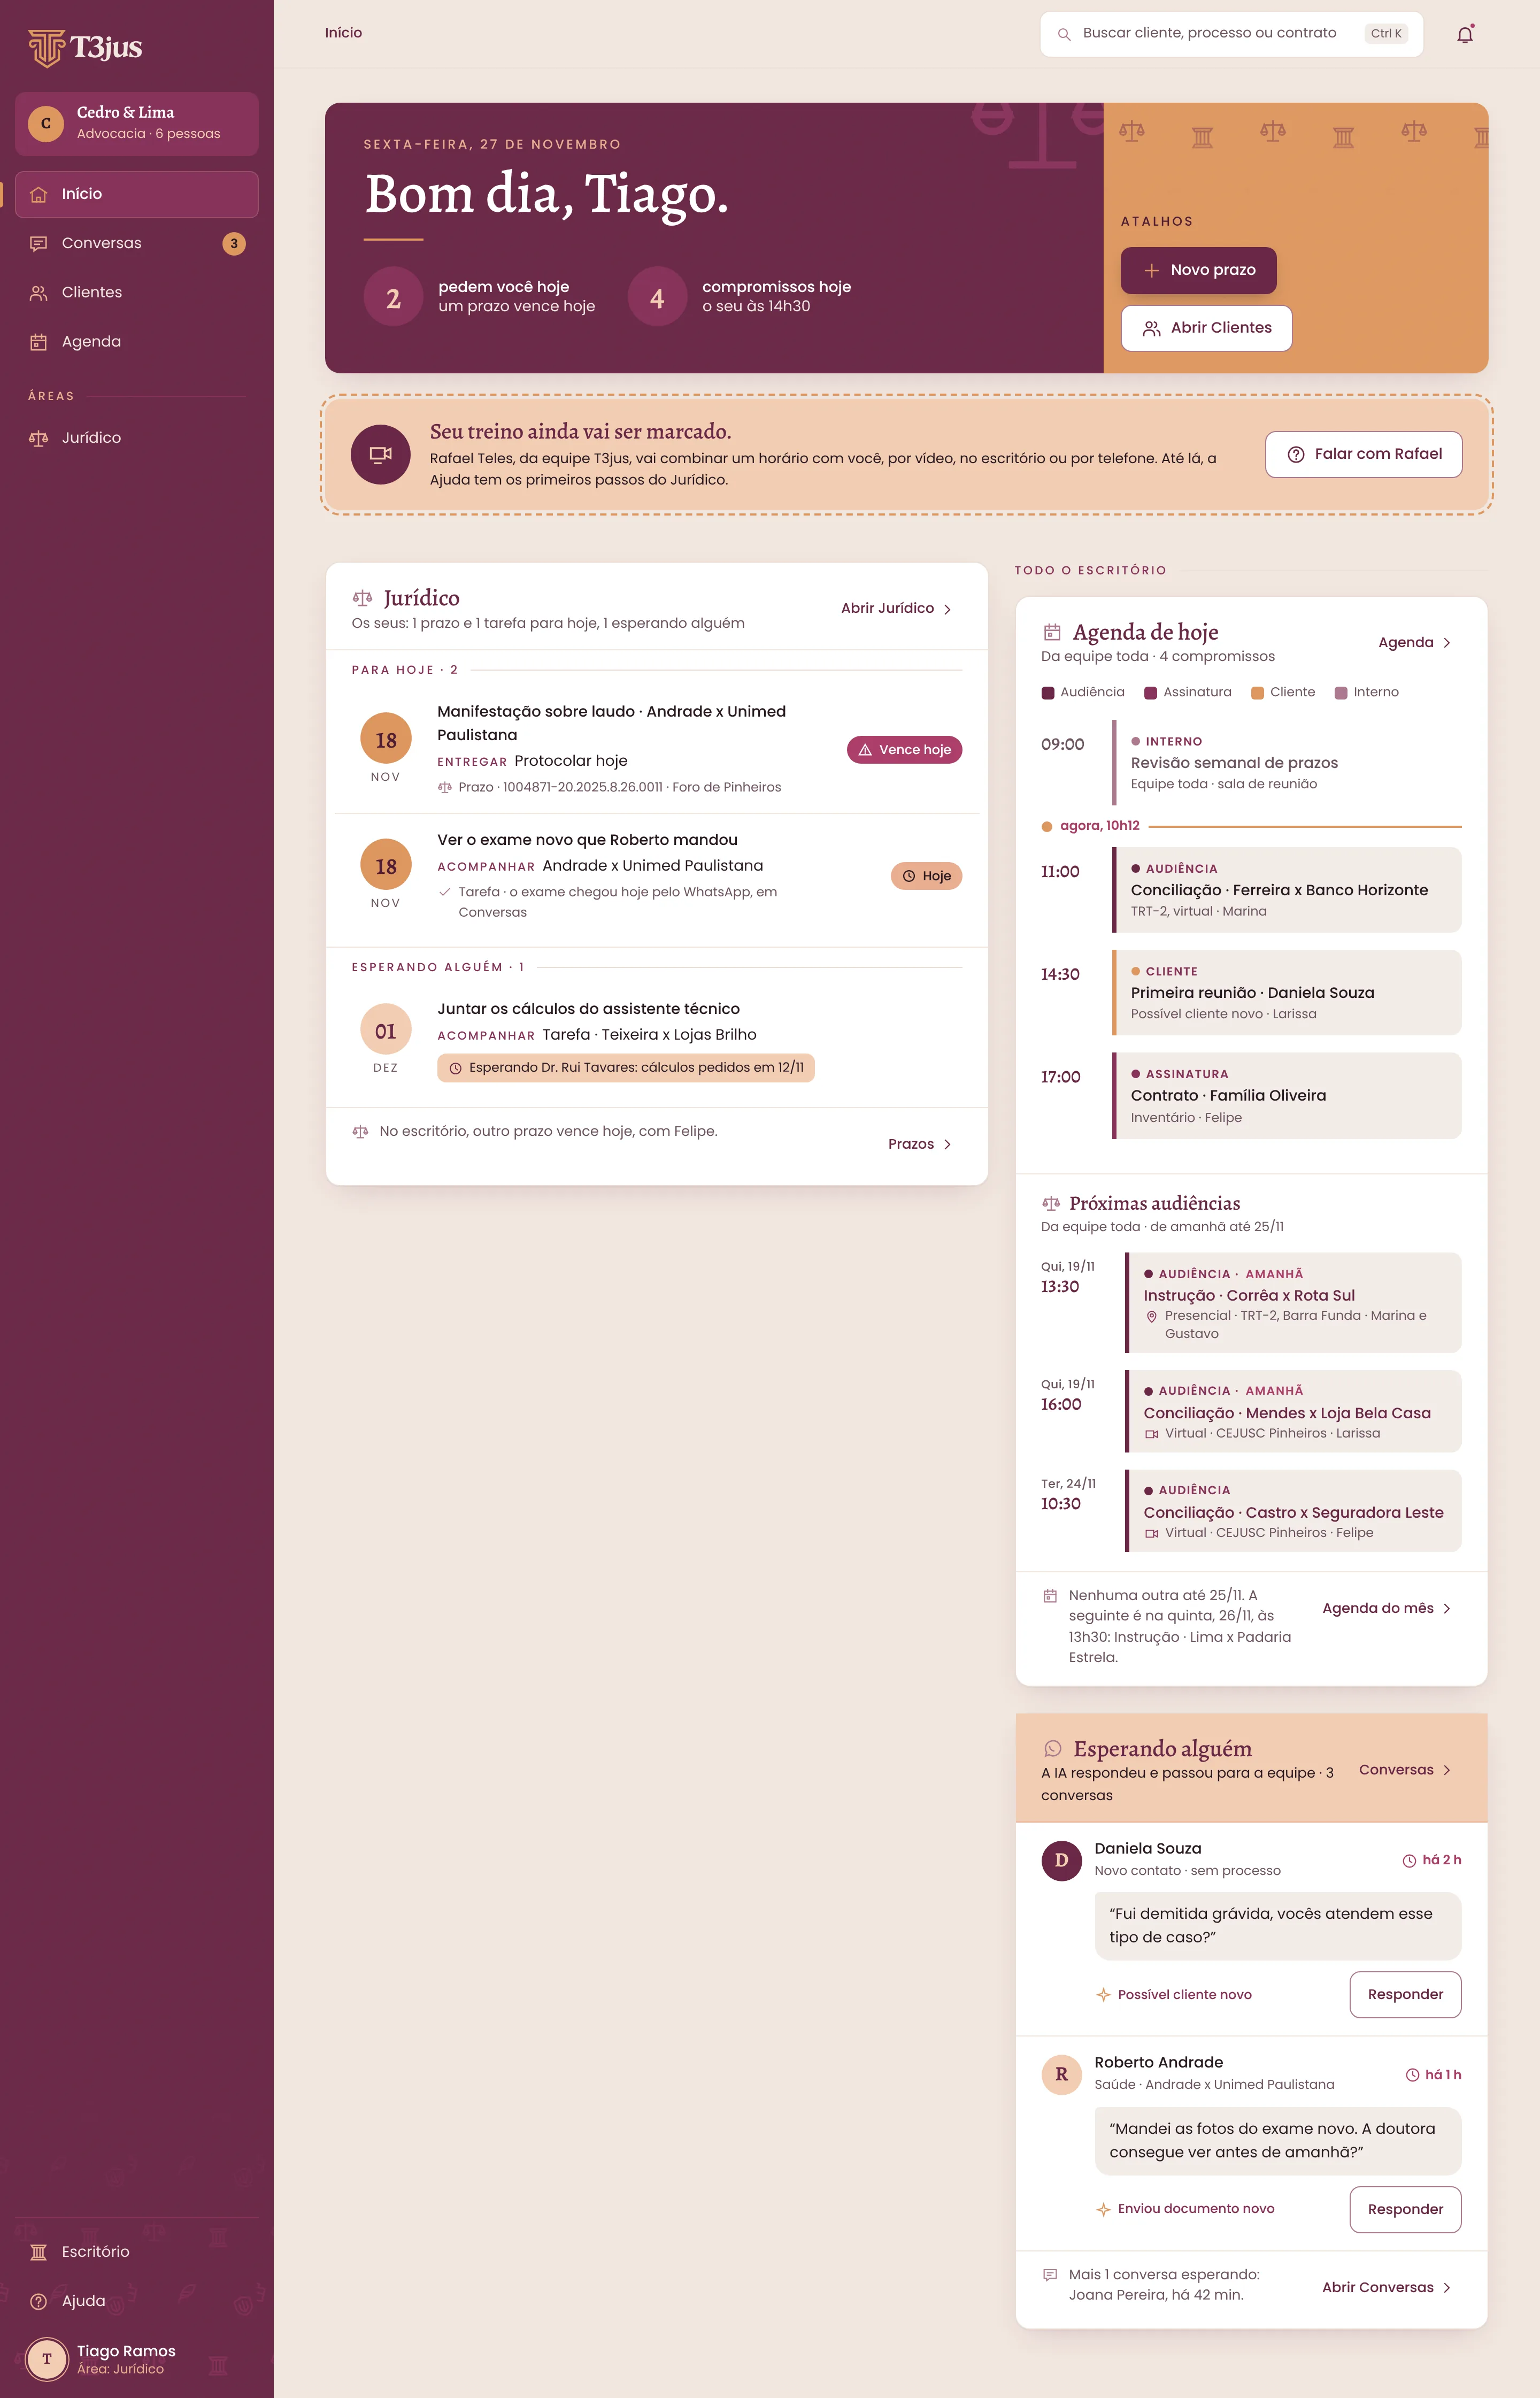 T3jus
C
Cedro & Lima
Advocacia · 6 pessoas
Início
Conversas
3
Clientes
Agenda
ÁREAS
Jurídico
Escritório
Ajuda
T
Tiago Ramos
Área: Jurídico
Início
Buscar cliente, processo ou contrato
Ctrl K
SEXTA-FEIRA, 27 DE NOVEMBRO
Bom dia, Tiago.
2
pedem você hoje
um prazo vence hoje
4
compromissos hoje
o seu às 14h30
ATALHOS
Novo prazo
Abrir Clientes
Seu treino ainda vai ser marcado.
Rafael Teles, da equipe T3jus, vai combinar um horário com você, por vídeo, no escritório ou por telefone. Até lá, a
Ajuda tem os primeiros passos do Jurídico.
Falar com Rafael
Jurídico
Os seus: 1 prazo e 1 tarefa para hoje, 1 esperando alguém
Abrir Jurídico
PARA HOJE · 2
18
NOV
Manifestação sobre laudo · Andrade x Unimed
Paulistana
ENTREGAR Protocolar hoje
Prazo · 1004871-20.2025.8.26.0011 · Foro de Pinheiros
Vence hoje
18
NOV
Ver o exame novo que Roberto mandou
ACOMPANHAR Andrade x Unimed Paulistana
Tarefa · o exame chegou hoje pelo WhatsApp, em
Conversas
Hoje
ESPERANDO ALGUÉM · 1
01
DEZ
Juntar os cálculos do assistente técnico
ACOMPANHAR Tarefa · Teixeira x Lojas Brilho
Esperando Dr. Rui Tavares: cálculos pedidos em 12/11
No escritório, outro prazo vence hoje, com Felipe.
Prazos
TODO O ESCRITÓRIO
Agenda de hoje
Da equipe toda · 4 compromissos
Agenda
Audiência
Assinatura
Cliente
Interno
09:00
INTERNO
Revisão semanal de prazos
Equipe toda · sala de reunião
agora, 10h12
11:00
AUDIÊNCIA
Conciliação · Ferreira x Banco Horizonte
TRT-2, virtual · Marina
14:30
CLIENTE
Primeira reunião · Daniela Souza
Possível cliente novo · Larissa
17:00
ASSINATURA
Contrato · Família Oliveira
Inventário · Felipe
Próximas audiências
Da equipe toda · de amanhã até 25/11
Qui, 19/11
13:30
AUDIÊNCIA · AMANHÃ
Instrução · Corrêa x Rota Sul
Presencial · TRT-2, Barra Funda · Marina e
Gustavo
Qui, 19/11
16:00
AUDIÊNCIA · AMANHÃ
Conciliação · Mendes x Loja Bela Casa
Virtual · CEJUSC Pinheiros · Larissa
Ter, 24/11
10:30
AUDIÊNCIA
Conciliação · Castro x Seguradora Leste
Virtual · CEJUSC Pinheiros · Felipe
Nenhuma outra até 25/11. A
seguinte é na quinta, 26/11, às
13h30: Instrução · Lima x Padaria
Estrela.
Agenda do mês
Esperando alguém
A IA respondeu e passou para a equipe · 3
conversas
Conversas
D
Daniela Souza
Novo contato · sem processo
há 2 h
“Fui demitida grávida, vocês atendem esse
tipo de caso?”
Possível cliente novo
Responder
R
Roberto Andrade
Saúde · Andrade x Unimed Paulistana
há 1 h
“Mandei as fotos do exame novo. A doutora
consegue ver antes de amanhã?”
Enviou documento novo
Responder
Mais 1 conversa esperando:
Joana Pereira, há 42 min.
Abrir Conversas